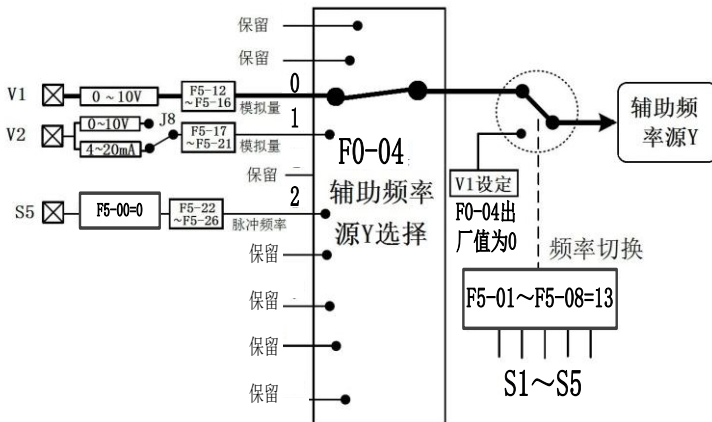 保留
保留
V1
0～10V
F5-12
～F5-16
模拟量
0
V2
0~10V
4~20mA
J8
F5-17
～F5-21
模拟量
1
保留
S5
F5-00=0
F5-22
～F5-26
脉冲频率
2
保留
保留
保留
保留
F0-04
辅助频率
源Y选择
V1设定
F0-04出
厂值为0
辅助频
率源Y
频率切换
F5-01～F5-08=13
S1～S5